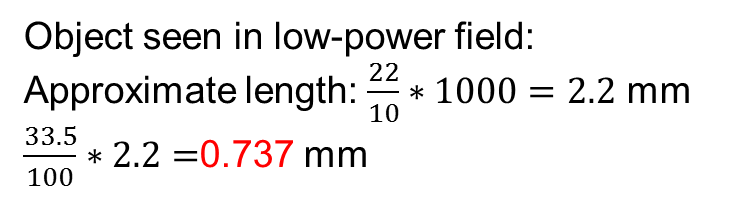 Object seen in low-power field:
Approximate length: 22/10 * 1000 = 2.2 mm
33.5/100 * 2.2 =0.737 mm